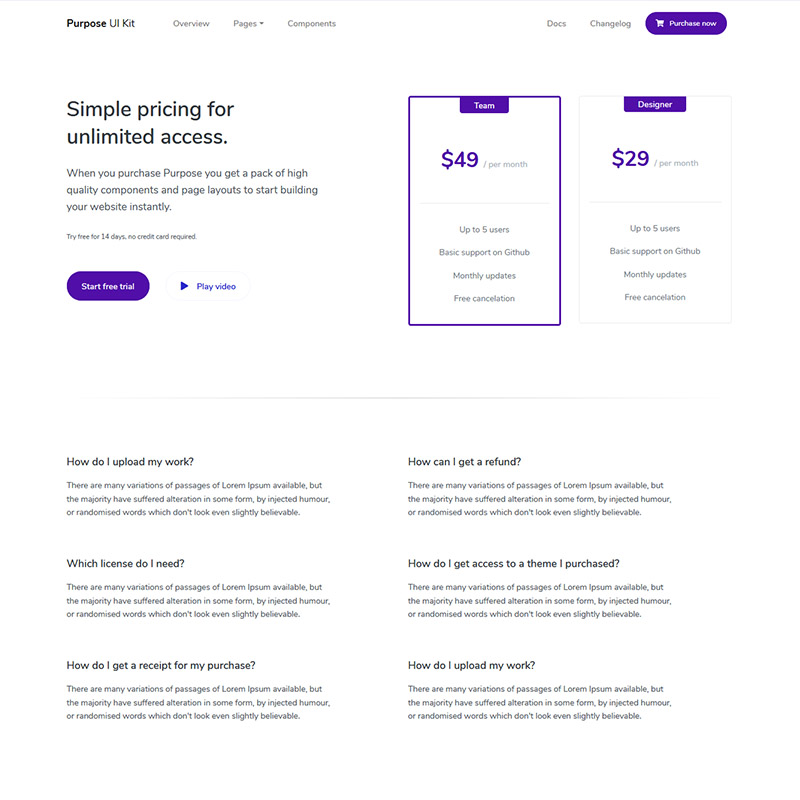 Purpose UI Kit
Overview
Pages
Components
Docs
Changelog
Purchase now
Simple pricing for
unlimited access.
When you purchase Purpose you get a pack of high
quality components and page layouts to start building
your website instantly.
Try free for 14 days, no credit card required.
Start free trial
Play video
Team
$49 / per month
Up to 5 users
Basic support on Github
Monthly updates
Free cancelation
Designer
$29 / per month
Up to 5 users
Basic support on Github
Monthly updates
Free cancelation
How do I upload my work?
There are many variations of passages of Lorem Ipsum available, but
the majority have suffered alteration in some form, by injected humour,
or randomised words which don't look even slightly believable.
How can I get a refund?
There are many variations of passages of Lorem Ipsum available, but
the majority have suffered alteration in some form, by injected humour,
or randomised words which don't look even slightly believable.
Which license do I need?
There are many variations of passages of Lorem Ipsum available, but
the majority have suffered alteration in some form, by injected humour,
or randomised words which don't look even slightly believable.
How do I get access to a theme I purchased?
There are many variations of passages of Lorem Ipsum available, but
the majority have suffered alteration in some form, by injected humour,
or randomised words which don't look even slightly believable.
How do I get a receipt for my purchase?
There are many variations of passages of Lorem Ipsum available, but
the majority have suffered alteration in some form, by injected humour,
or randomised words which don't look even slightly believable.
How do I upload my work?
There are many variations of passages of Lorem Ipsum available, but
the majority have suffered alteration in some form, by injected humour,
or randomised words which don't look even slightly believable.